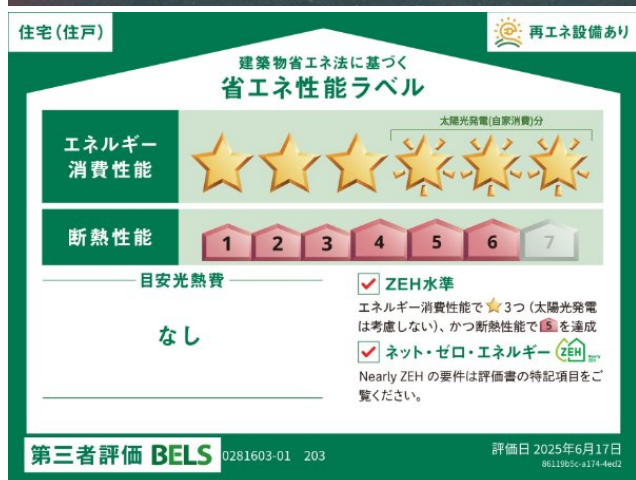 住宅(住戸)
再エネ設備あり
建築物省エネ法に基づく
省エネ性能ラベル
太陽光発電(自家消費)分
エネルギー
消費性能
断熱性能
1 2 3 4 5 6 7
目安光熱費
なし
ZEH水準
エネルギー消費性能で3つ(太陽光発電
は考慮しない)、かつ断熱性能で5を達成
ネット・ゼロ・エネルギー ZEH
Nearly ZEH の要件は評価書の特記項目をご
覧ください。
第三者評価 BELS 0281603-01 203
評価日 2025年6月17日
86119b5c-a174-4ed2